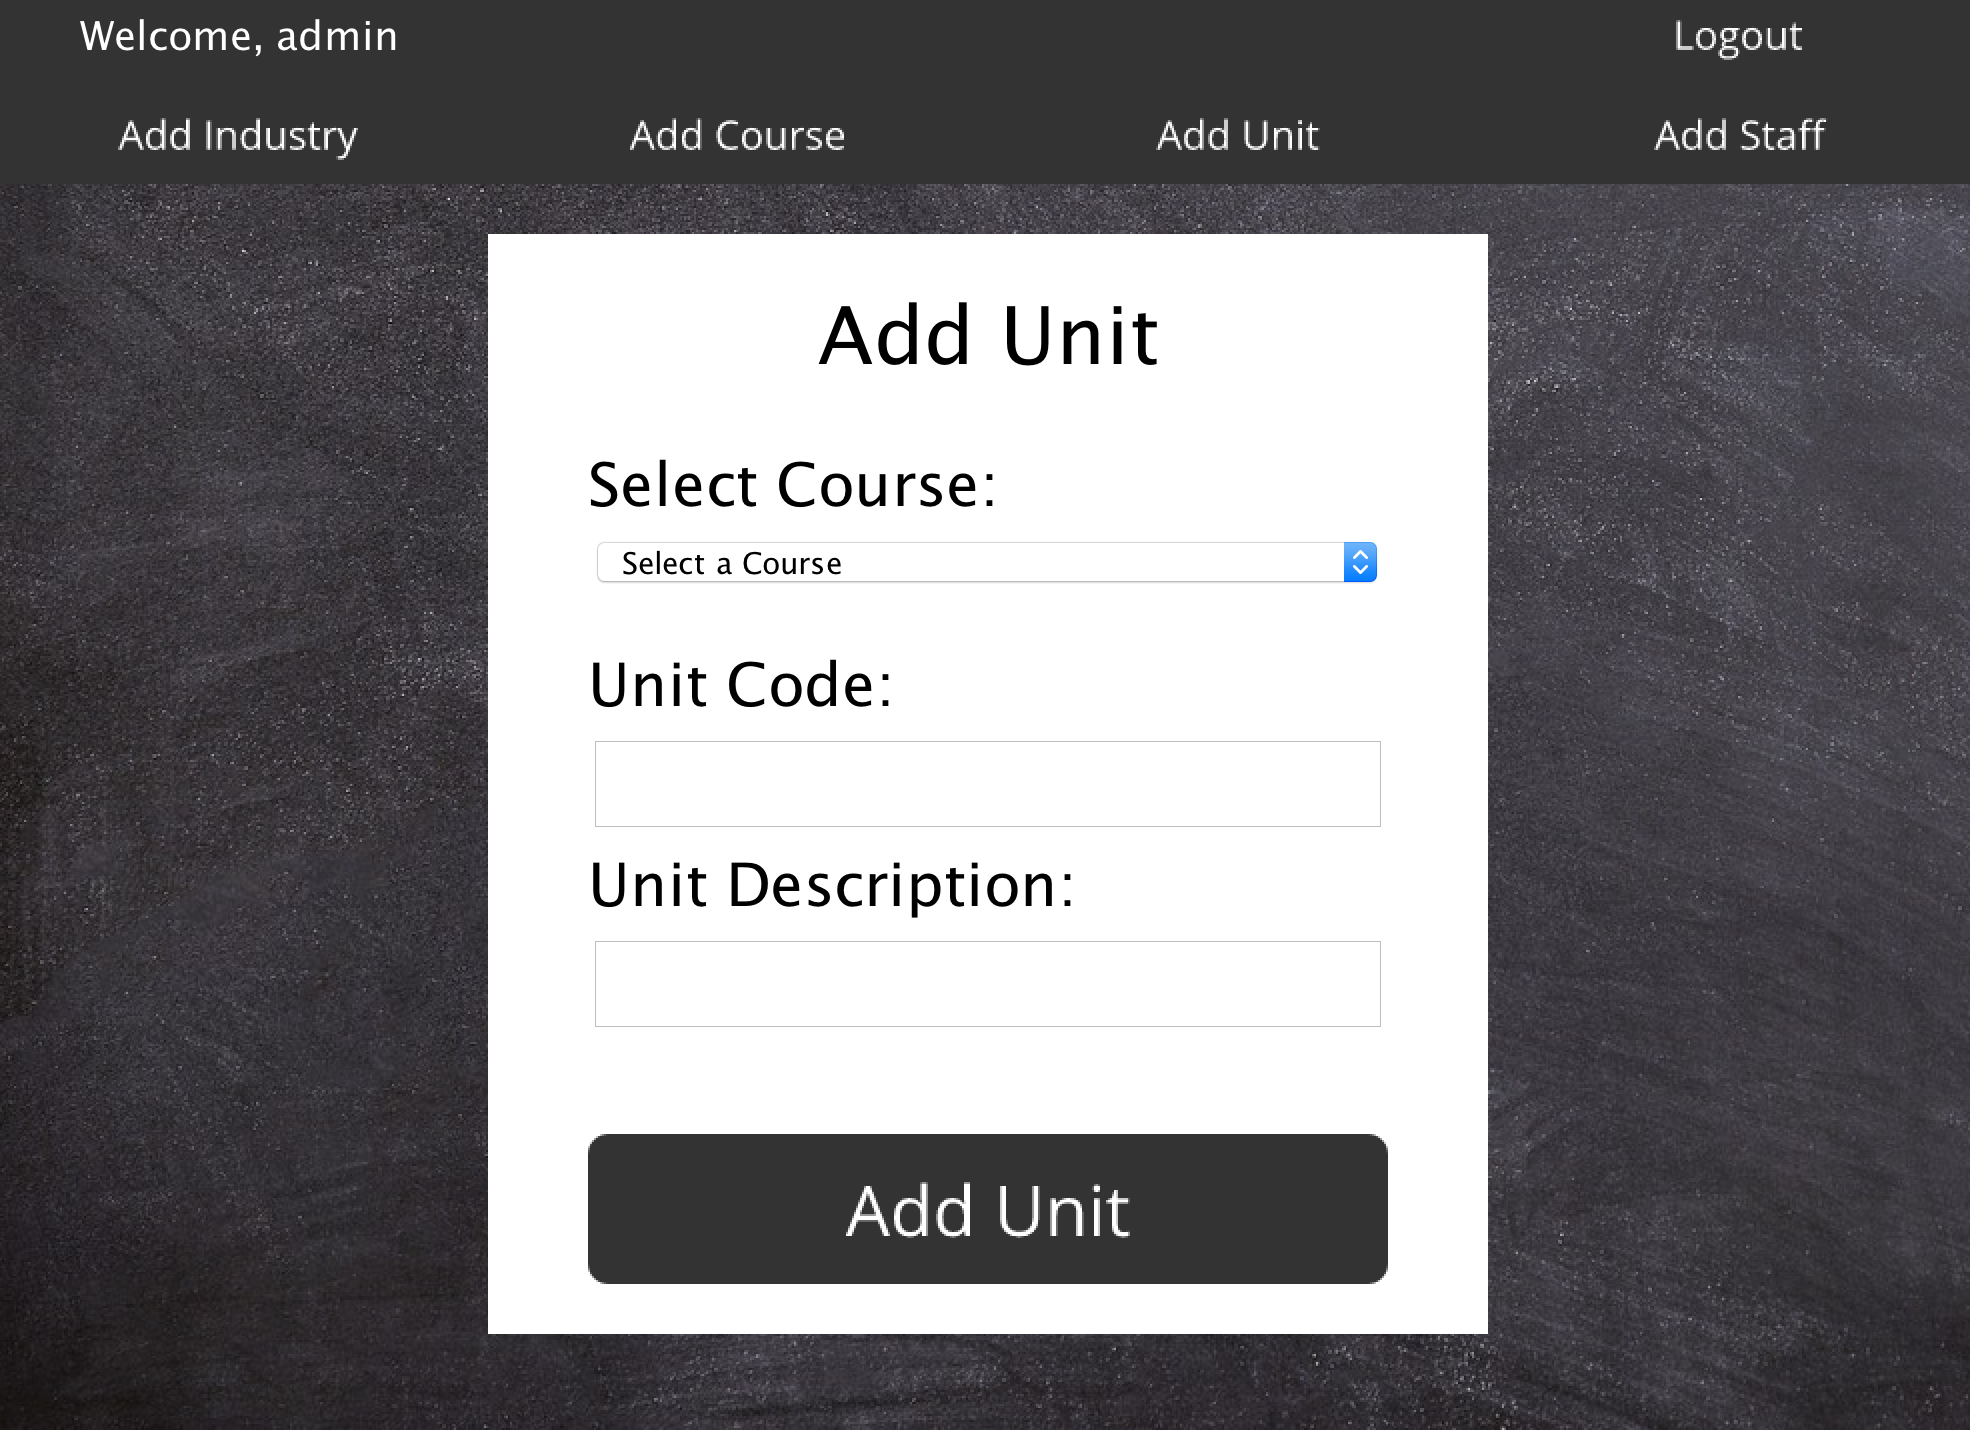 Welcome, admin
Logout
Add Industry
Add Course
Add Unit
Add Staff
Add Unit
Select Course:
Select a Course
Unit Code:
Unit Description:
Add Unit